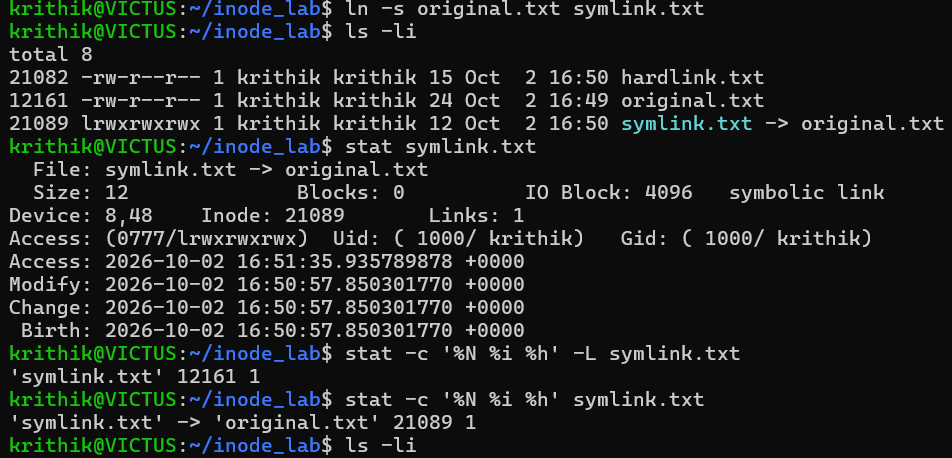 krithik@VICTUS:~/inode_lab$ ln -s original.txt symlink.txt
krithik@VICTUS:~/inode_lab$ ls -li
total 8
21082 -rw-r--r-- 1 krithik krithik 15 Oct  2 16:50 hardlink.txt
12161 -rw-r--r-- 1 krithik krithik 24 Oct  2 16:49 original.txt
21089 lrwxrwxrwx 1 krithik krithik 12 Oct  2 16:50 symlink.txt -> original.txt
krithik@VICTUS:~/inode_lab$ stat symlink.txt
  File: symlink.txt -> original.txt
  Size: 12              Blocks: 0          IO Block: 4096   symbolic link
Device: 8,48    Inode: 21089       Links: 1
Access: (0777/lrwxrwxrwx)  Uid: ( 1000/ krithik)   Gid: ( 1000/ krithik)
Access: 2026-10-02 16:51:35.935789878 +0000
Modify: 2026-10-02 16:50:57.850301770 +0000
Change: 2026-10-02 16:50:57.850301770 +0000
 Birth: 2026-10-02 16:50:57.850301770 +0000
krithik@VICTUS:~/inode_lab$ stat -c '%N %i %h' -L symlink.txt
'symlink.txt' 12161 1
krithik@VICTUS:~/inode_lab$ stat -c '%N %i %h' symlink.txt
'symlink.txt' -> 'original.txt' 21089 1
krithik@VICTUS:~/inode_lab$ ls -li